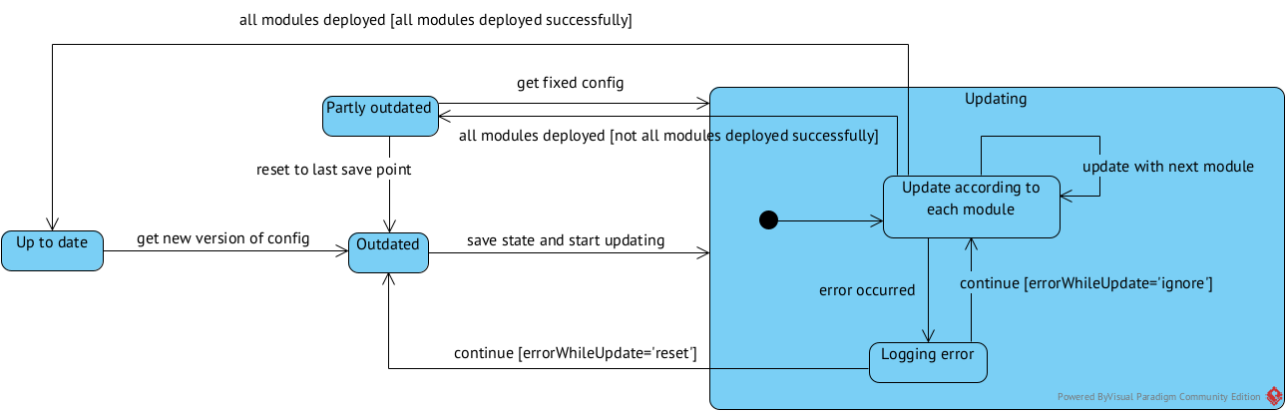 all modules deployed [all modules deployed successfully]
get fixed config
Updating
Partly outdated
all modules deployed [not all modules deployed successfully]
update with next module
reset to last save point
Update according to
each module
Up to date
get new version of config
Outdated
save state and start updating
error occurred
continue [errorWhileUpdate='ignore']
continue [errorWhileUpdate='reset']
Logging error
Powered ByVisual Paradigm Community Edition